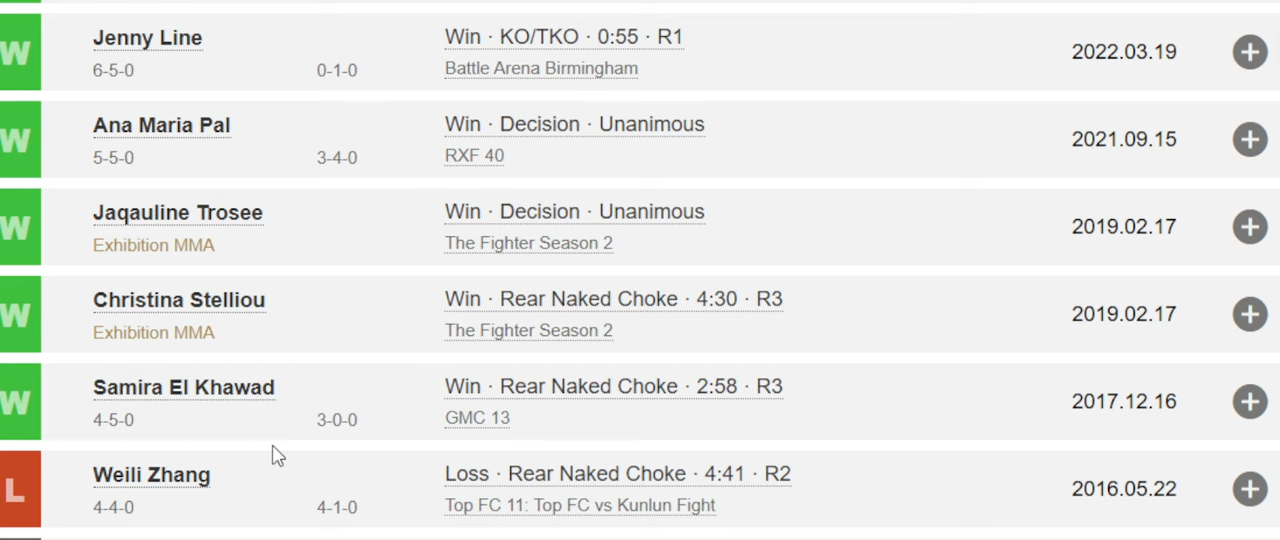 W
Jenny Line
Win · KO/TKO · 0:55 · R1
2022.03.19
6-5-0
0-1-0
Battle Arena Birmingham
W
Ana Maria Pal
Win · Decision · Unanimous
2021.09.15
5-5-0
3-4-0
RXF 40
W
Jaqauline Trosee
Win · Decision · Unanimous
2019.02.17
Exhibition MMA
The Fighter Season 2
W
Christina Stelliou
Win · Rear Naked Choke · 4:30 · R3
2019.02.17
Exhibition MMA
The Fighter Season 2
W
Samira El Khawad
Win · Rear Naked Choke · 2:58 · R3
2017.12.16
4-5-0
3-0-0
GMC 13
L
Weili Zhang
Loss · Rear Naked Choke · 4:41 · R2
2016.05.22
4-4-0
4-1-0
Top FC 11: Top FC vs Kunlun Fight